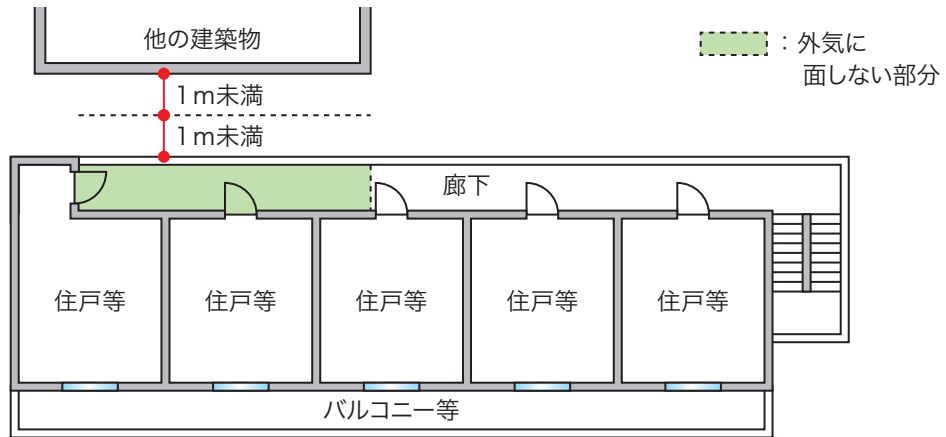 他の建築物
：外気に
面しない部分
1m未満
1m未満
廊下
住戸等
住戸等
住戸等
住戸等
住戸等
バルコニー等